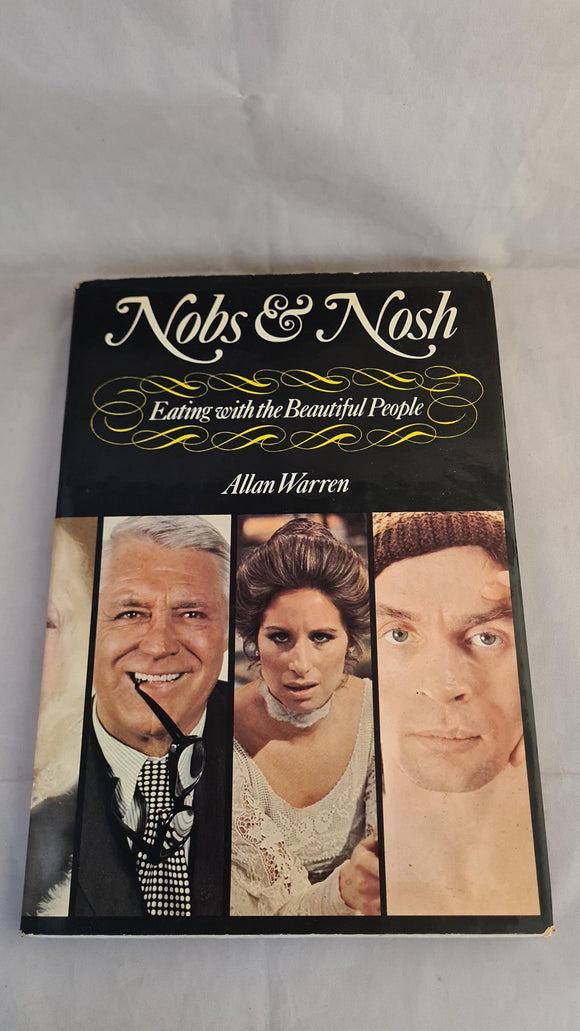 Nobs & Nosh
Eating with the Beautiful People
Allan Warren